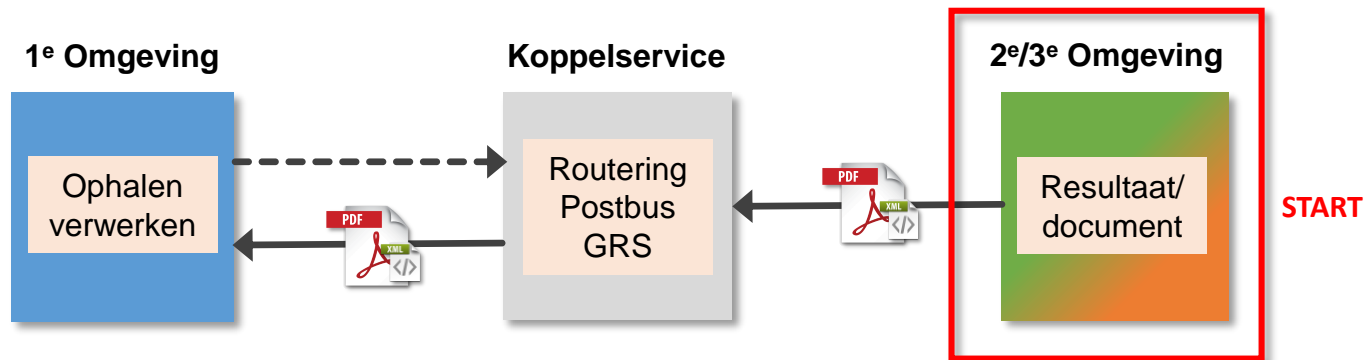 1e Omgeving
Koppelservice
2e/3e Omgeving
Ophalen
verwerken
PDF
XML
</>
Routering
Postbus
GRS
PDF
XML
</>
Resultaat/
document
START